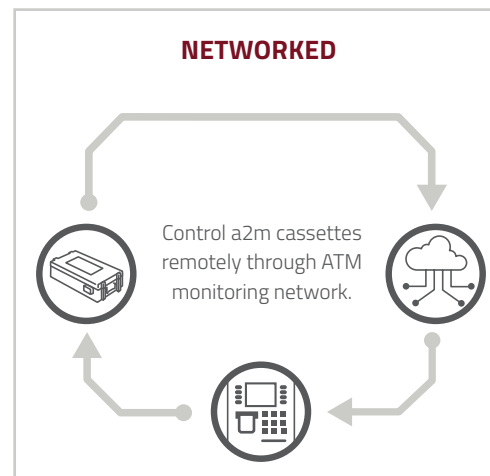 NETWORKED
Control a2m cassettes
remotely through ATM
monitoring network.